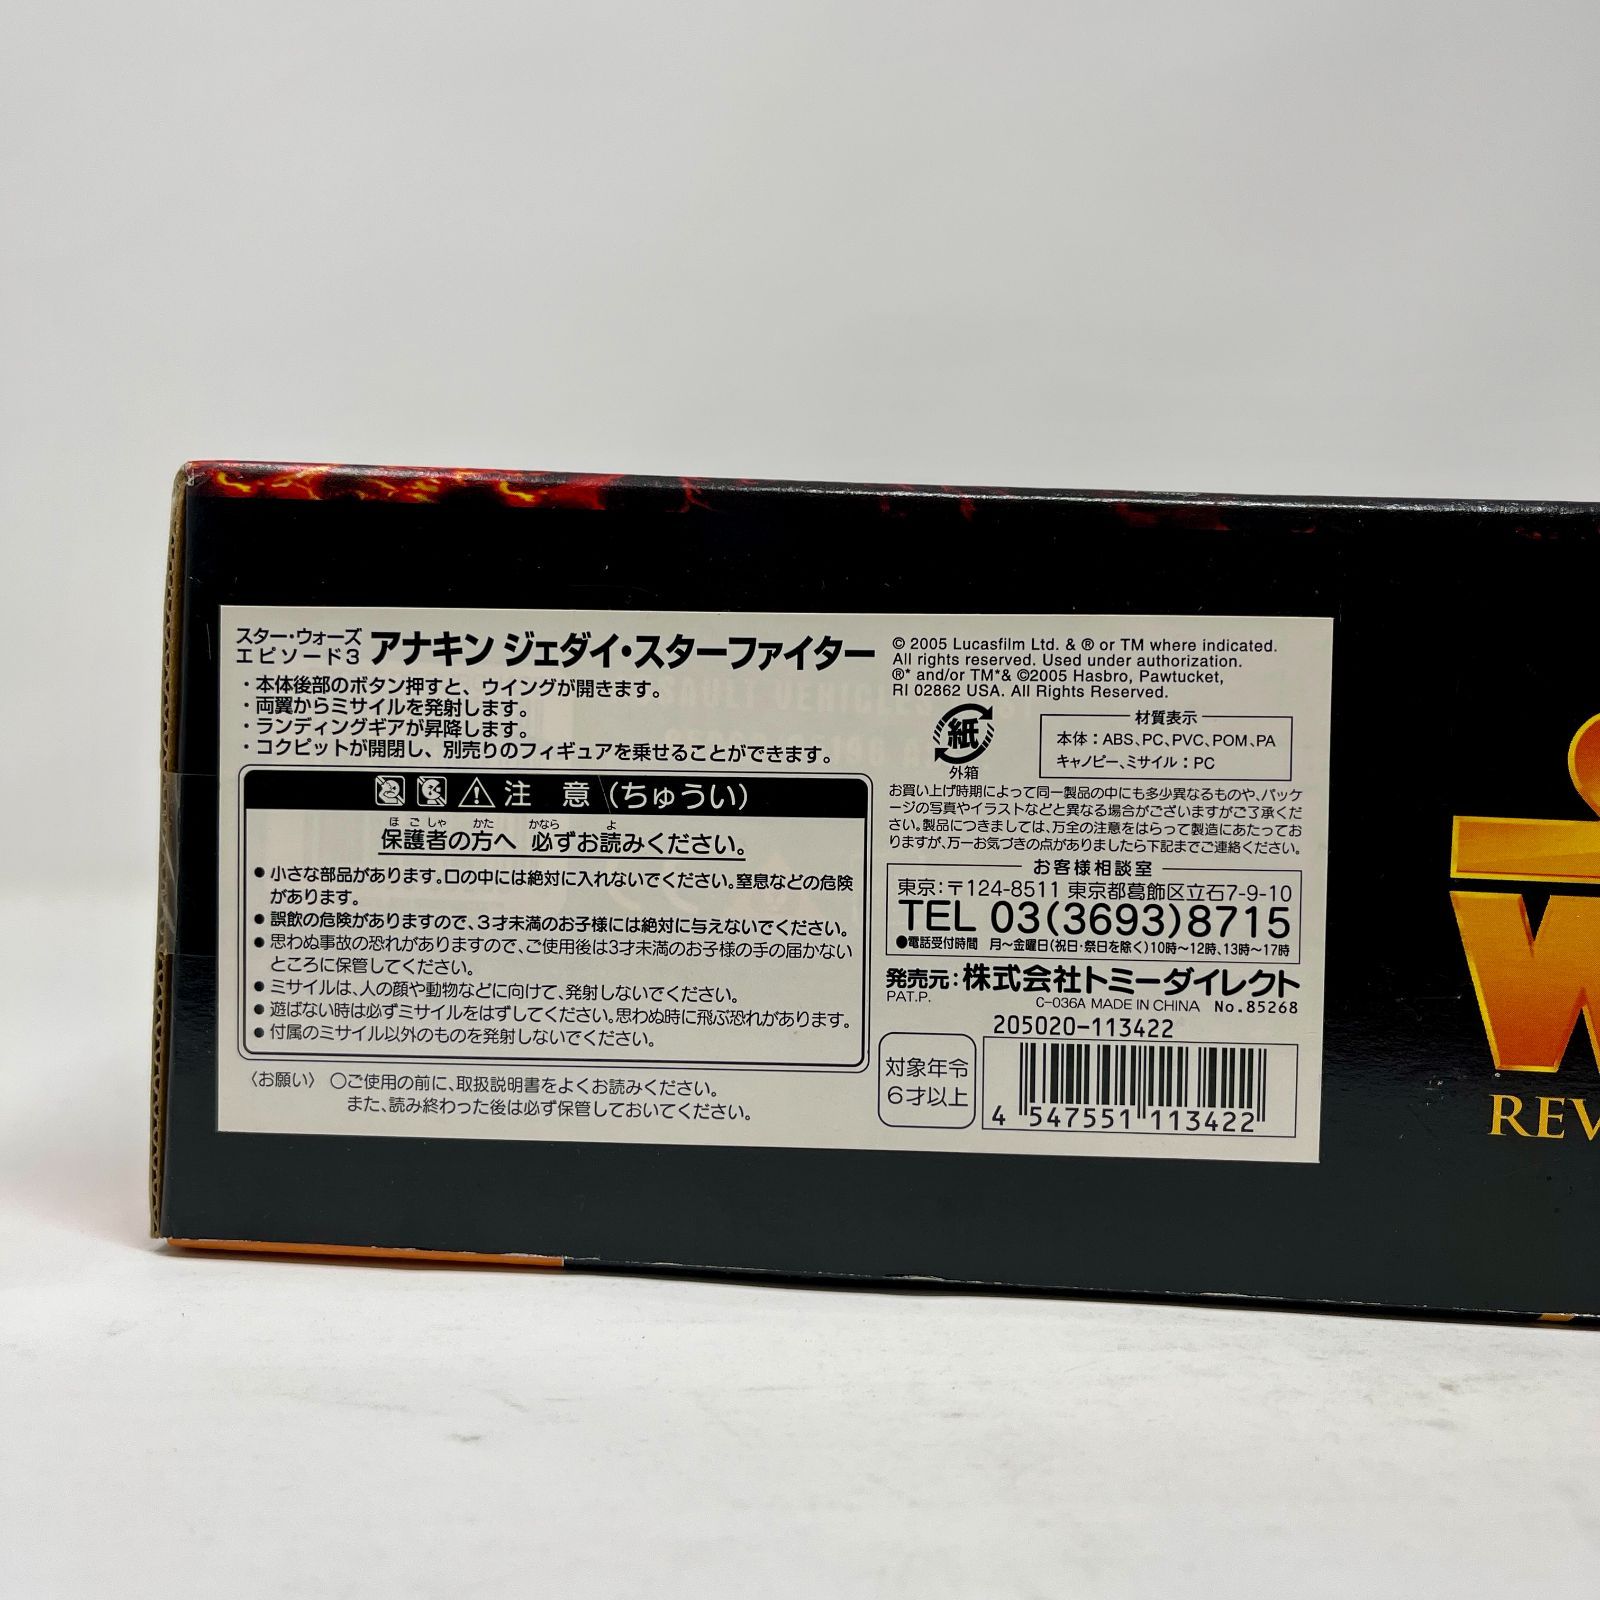 スター・ウォーズ
エピソード3
アナキン ジェダイ・スターファイター
・本体後部のボタン押すと、ウイングが開きます。
・両翼からミサイルを発射します。
・ランディングギアが昇降します。
・コクピットが開閉し、別売りのフィギュアを乗せることができます。
注 意 (ちゅうい)
ほごしゃ かた かなら よ
保護者の方へ 必ずお読みください。
● 小さな部品があります。口の中には絶対に入れないでください。窒息などの危険
があります。
● 誤飲の危険がありますので、3才未満のお子様には絶対に与えないでください。
● 思わぬ事故の恐れがありますので、ご使用後は3才未満のお子様の手の届かない
ところに保管してください。
● ミサイルは、人の顔や動物などに向けて、発射しないでください。
● 遊ばない時は必ずミサイルをはずしてください。思わぬ時に飛ぶ恐れがあります。
● 付属のミサイル以外のものを発射しないでください。
〈お願い〉 ○ご使用の前に、取扱説明書をよくお読みください。
また、読み終わった後は必ず保管しておいてください。
© 2005 Lucasfilm Ltd. & ® or TM where indicated.
All rights reserved. Used under authorization.
®* and/or TM*& ©2005 Hasbro, Pawtucket,
RI 02862 USA. All Rights Reserved.
紙
外箱
材質表示
本体：ABS、PC、PVC、POM、PA
キャノピー、ミサイル：PC
お買い上げ時期によって同一製品の中にも多少異なるものや、パッケ
ージの写真やイラストなどと異なる場合がございますがご了承くだ
さい。製品につきましては、万全の注意をはらって製造にあたってお
りますが、万一お気づきの点がありましたら下記までご連絡ください。
お客様相談室
東京：〒124-8511 東京都葛飾区立石7-9-10
TEL 03(3693)8715
●電話受付時間 月〜金曜日(祝日・祭日を除く)10時〜12時、13時〜17時
発売元：株式会社トミーダイレクト
PAT.P. C-036A MADE IN CHINA No.85268
205020-113422
対象年令
6才以上
4 547551 113422
W
REV